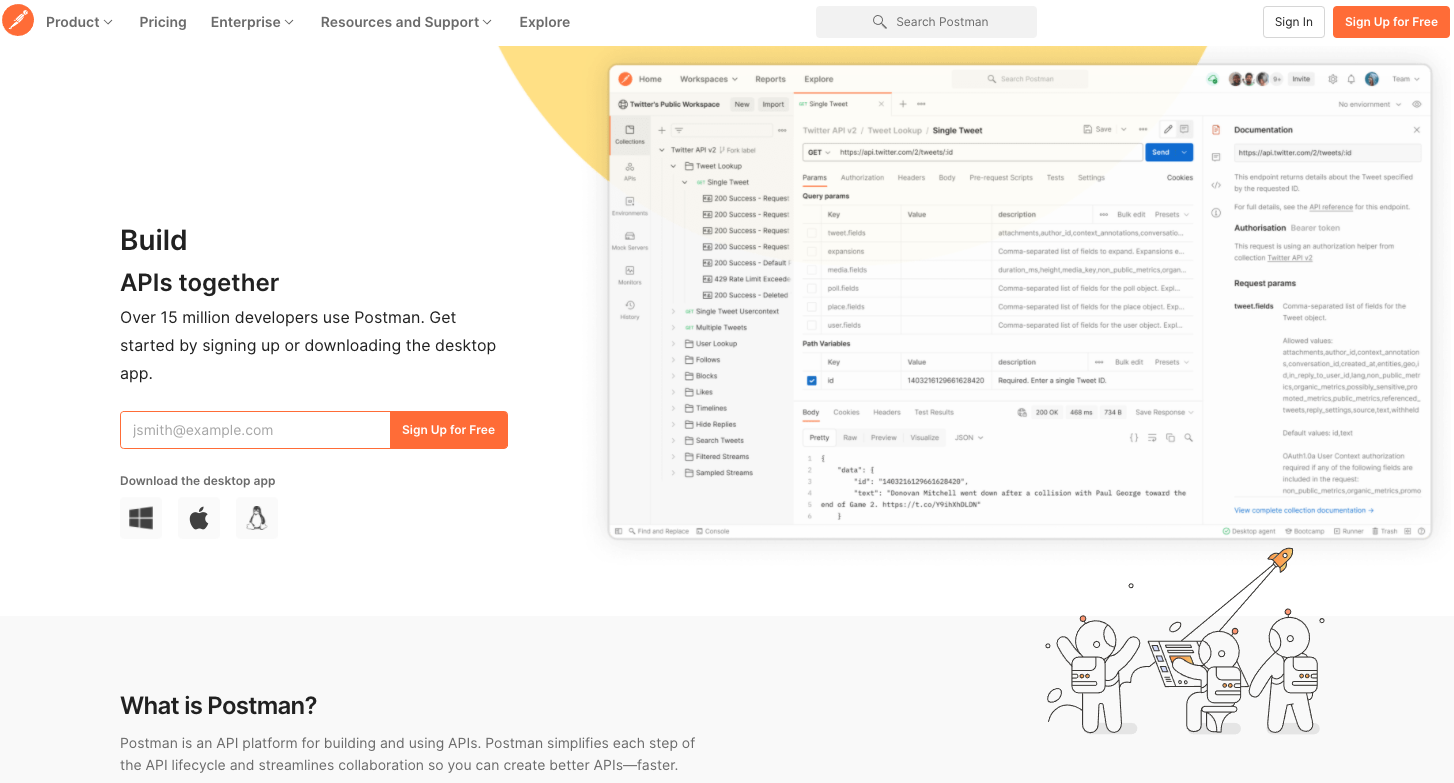 Product Pricing Enterprise Resources and Support Explore Search Postman Sign In Sign Up for Free
Build
APIs together
Over 15 million developers use Postman. Get
started by signing up or downloading the desktop
app.
jsmith@example.com Sign Up for Free
Download the desktop app
Home Workspaces Reports Explore Search Postman 9+ Invite Team
Twitter's Public Workspace New Import GET Single Tweet No enviornment
Collections
APIs
Environments
Mock Servers
Monitors
History
Twitter API v2 Fork label
Tweet Lookup
GET Single Tweet
200 Success - Request
200 Success - Request
200 Success - Request
200 Success - Request
200 Success - Default
429 Rate Limit Exceede
200 Success - Deleted
GET Single Tweet Usercontext
GET Multiple Tweets
User Lookup
Follows
Blocks
Likes
Timelines
Hide Replies
Search Tweets
Filtered Streams
Sampled Streams
Twitter API v2 / Tweet Lookup / Single Tweet Save
GET https://api.twitter.com/2/tweets/:id Send
Params Authorization Headers Body Pre-request Scripts Tests Settings Cookies
Query params
Key Value description Bulk edit Presets
tweet.fields attachments,author_id,context_annotations,conversatio...
expansions Comma-separated list of fields to expand. Expansions e...
media.fields duration_ms,height,media_key,non_public_metrics,organ...
poll.fields Comma-separated list of fields for the poll object. Expl...
place.fields Comma-separated list of fields for the place object. Exp...
user.fields Comma-separated list of fields for the user object. Exp...
Path Variables
Key Value description Bulk edit Presets
id 1403216129661628420 Required. Enter a single Tweet ID.
Body Cookies Headers Test Results 200 OK 468 ms 734 B Save Response
Pretty Raw Preview Visualize JSON
1 {
2 "data": {
3 "id": "1403216129661628420",
4 "text": "Donovan Mitchell went down after a collision with Paul George toward the
5 end of Game 2. https://t.co/Y9ihXhDLON"
6 }
Documentation
https://api.twitter.com/2/tweets/:id
This endpoint returns details about the Tweet specified
by the requested ID.
For full details, see the API reference for this endpoint.
Authorisation Bearer token
This request is using an authorization helper from
collection Twitter API v2
Request params
tweet.fields Comma-separated list of fields for the
Tweet object.
Allowed values:
attachments,author_id,context_annotation
s,conversation_id,created_at,entities,geo,i
d,in_reply_to_user_id,lang,non_public_metr
ics,organic_metrics,possibly_sensitive,pro
moted_metrics,public_metrics,referenced_
tweets,reply_settings,source,text,withheld
Default values: id,text
OAuth1.0a User Context authorization
required if any of the following fields are
included in the request:
non_public_metrics,organic_metrics,promo
View complete collection documentation →
Find and Replace Console Desktop agent Bootcamp Runner Trash
What is Postman?
Postman is an API platform for building and using APIs. Postman simplifies each step of
the API lifecycle and streamlines collaboration so you can create better APIs—faster.